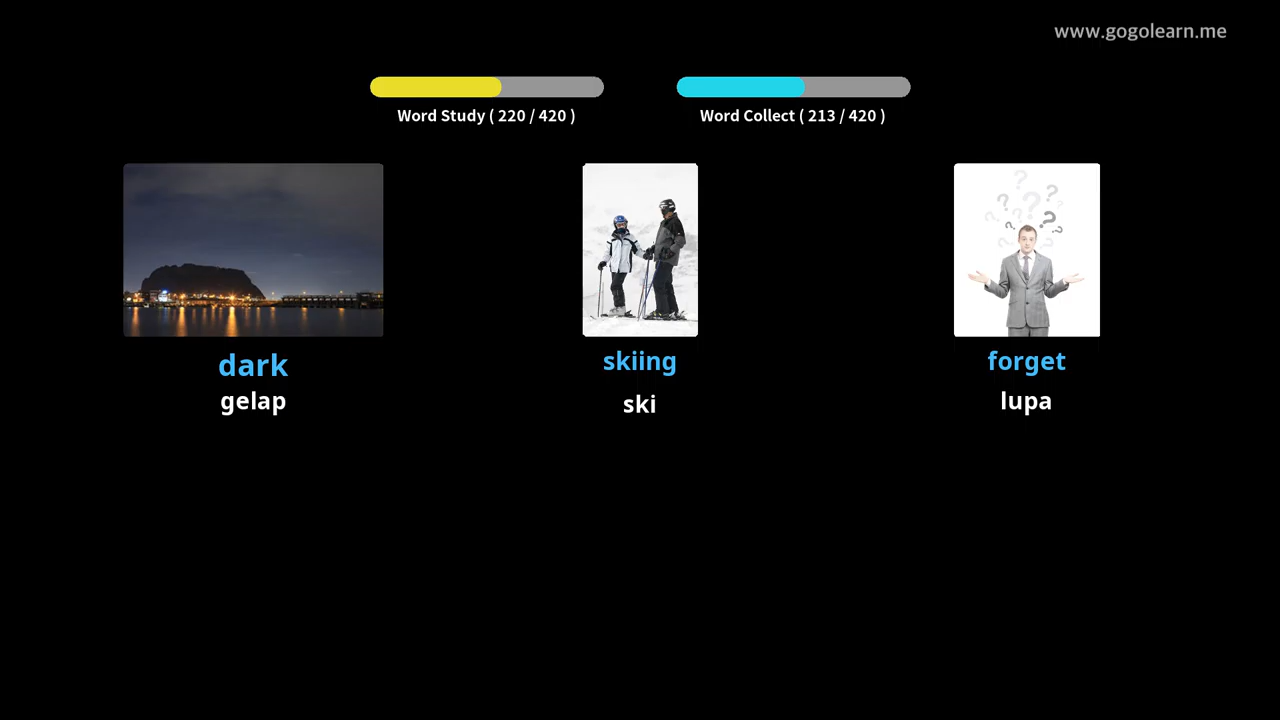 www.gogolearn.me
Word Study ( 220 / 420 )
Word Collect ( 213 / 420 )
dark
skiing
forget
gelap
ski
lupa